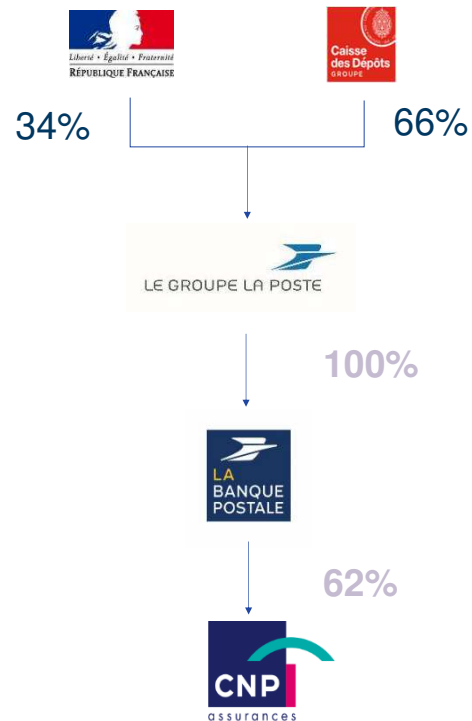 Liberté • Égalité • Fraternité
RÉPUBLIQUE FRANÇAISE
Caisse
des Dépôts
GROUPE
34%
66%
LE GROUPE LA POSTE
100%
LA
BANQUE
POSTALE
62%
CNP
assurances